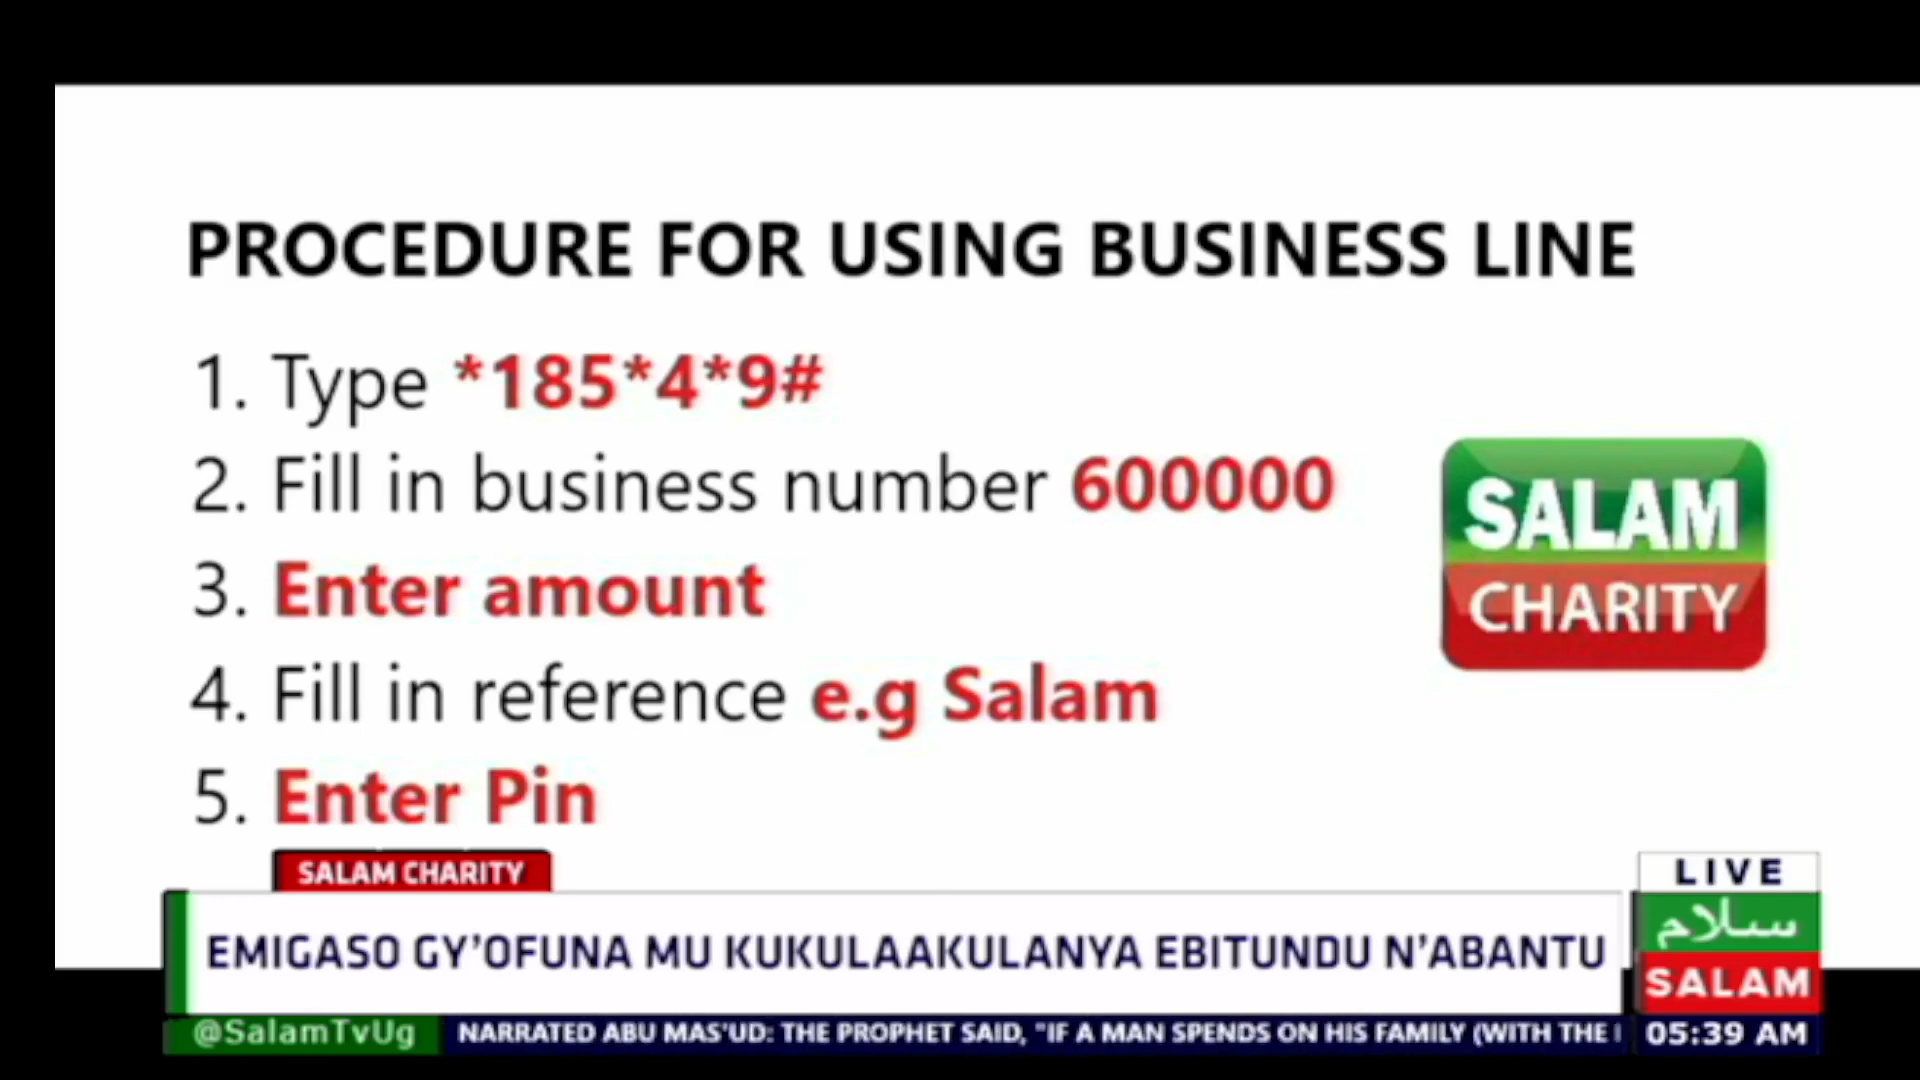 PROCEDURE FOR USING BUSINESS LINE
1. Type *185*4*9#
2. Fill in business number 600000
3. Enter amount
4. Fill in reference e.g Salam
5. Enter Pin
SALAM
CHARITY
SALAM CHARITY
EMIGASO GY'OFUNA MU KUKULAAKULANYA EBITUNDU N'ABANTU
LIVE
سلام
SALAM
@SalamTvUg
NARRATED ABU MAS'UD: THE PROPHET SAID, "IF A MAN SPENDS ON HIS FAMILY (WITH THE
05:39 AM